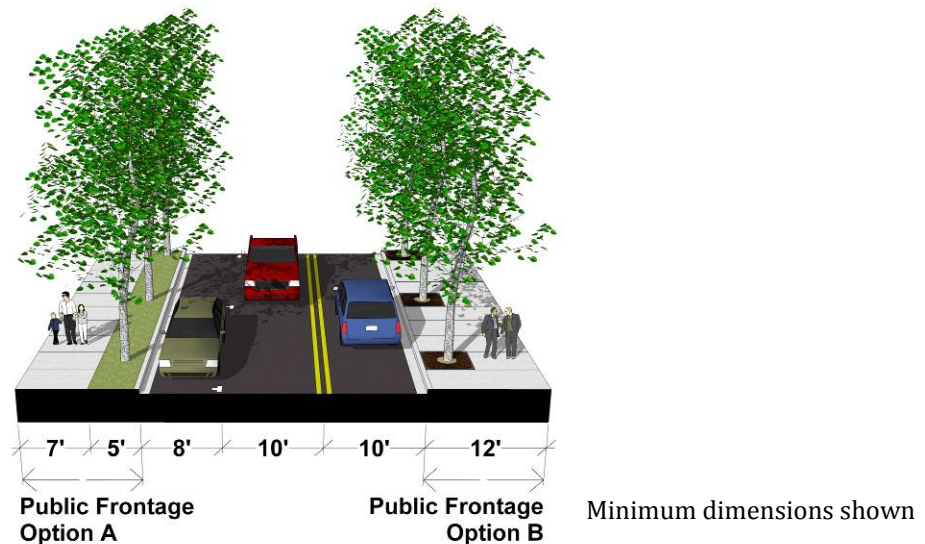 7' 5' 8' 10' 10' 12'
Public Frontage
Option A
Public Frontage
Option B
Minimum dimensions shown